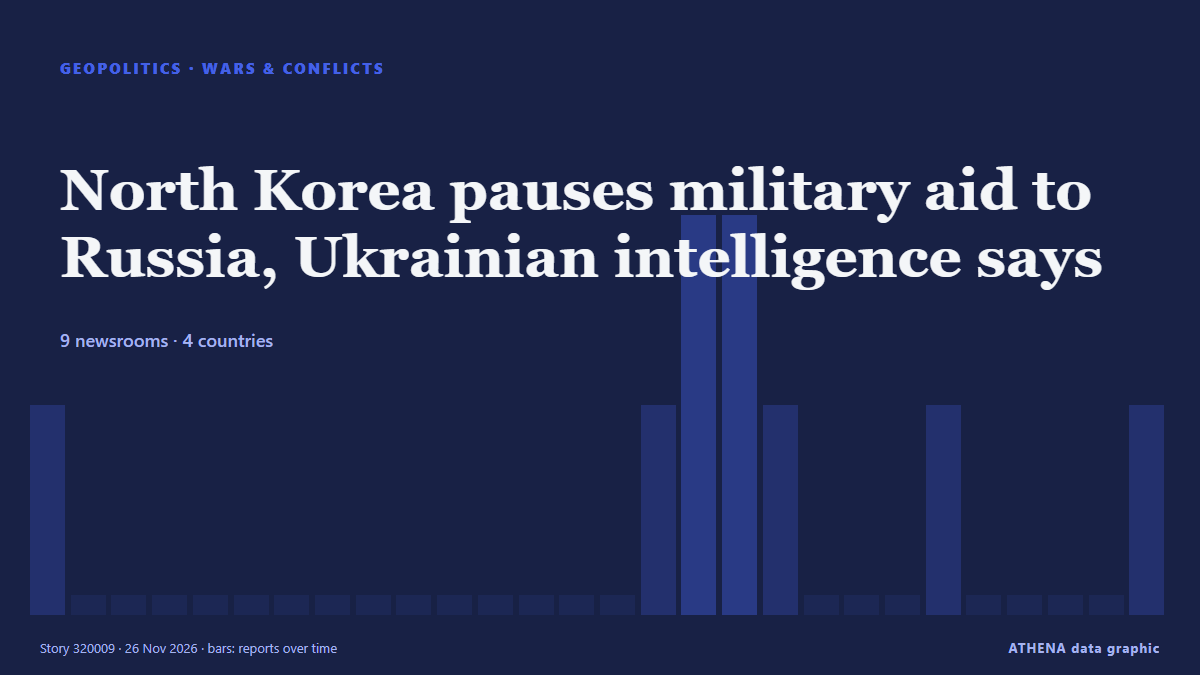 GEOPOLITICS · WARS & CONFLICTS
North Korea pauses military aid to
Russia, Ukrainian intelligence says
9 newsrooms · 4 countries
Story 320009 · 26 Nov 2026 · bars: reports over time
ATHENA data graphic